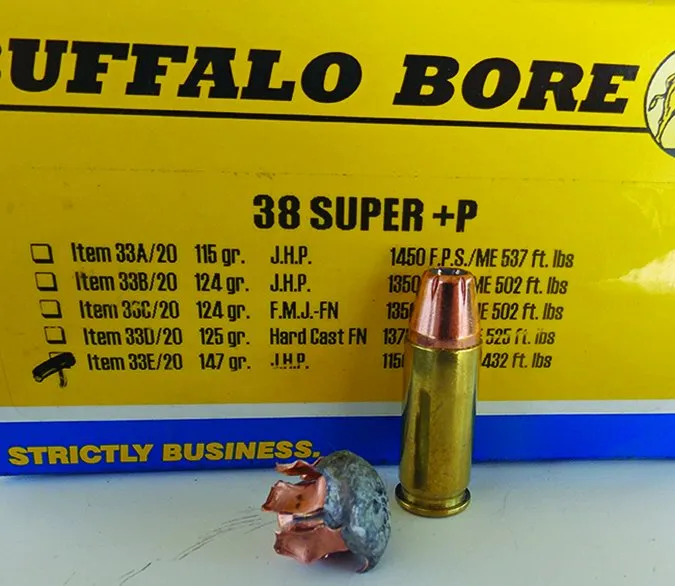 BUFFALO BORE
38 SUPER +P
Item 33A/20 115 gr. J.H.P. 1450 F.P.S./ME 537 ft. lbs
Item 33B/20 124 gr. J.H.P. 1350 ME 502 ft. lbs
Item 33C/20 124 gr. F.M.J.-FN 1350 ME 502 ft. lbs
Item 33D/20 125 gr. Hard Cast FN 525 ft. lbs
Item 33E/20 147 gr. J.H.P. 432 ft. lbs
STRICTLY BUSINESS.